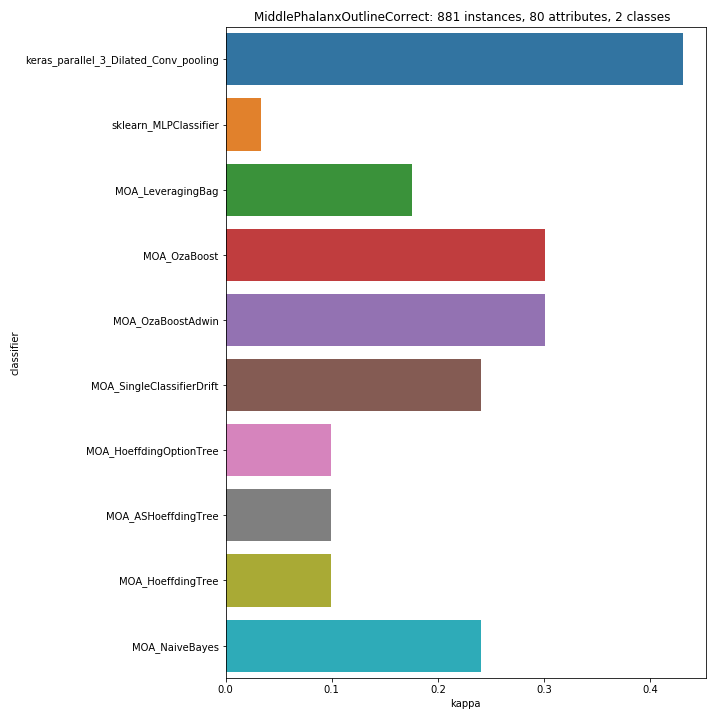 MiddlePhalanxOutlineCorrect: 881 instances, 80 attributes, 2 classes
classifier
keras_parallel_3_Dilated_Conv_pooling
sklearn_MLPClassifier
MOA_LeveragingBag
MOA_OzaBoost
MOA_OzaBoostAdwin
MOA_SingleClassifierDrift
MOA_HoeffdingOptionTree
MOA_ASHoeffdingTree
MOA_HoeffdingTree
MOA_NaiveBayes
0.0 0.1 0.2 0.3 0.4
kappa